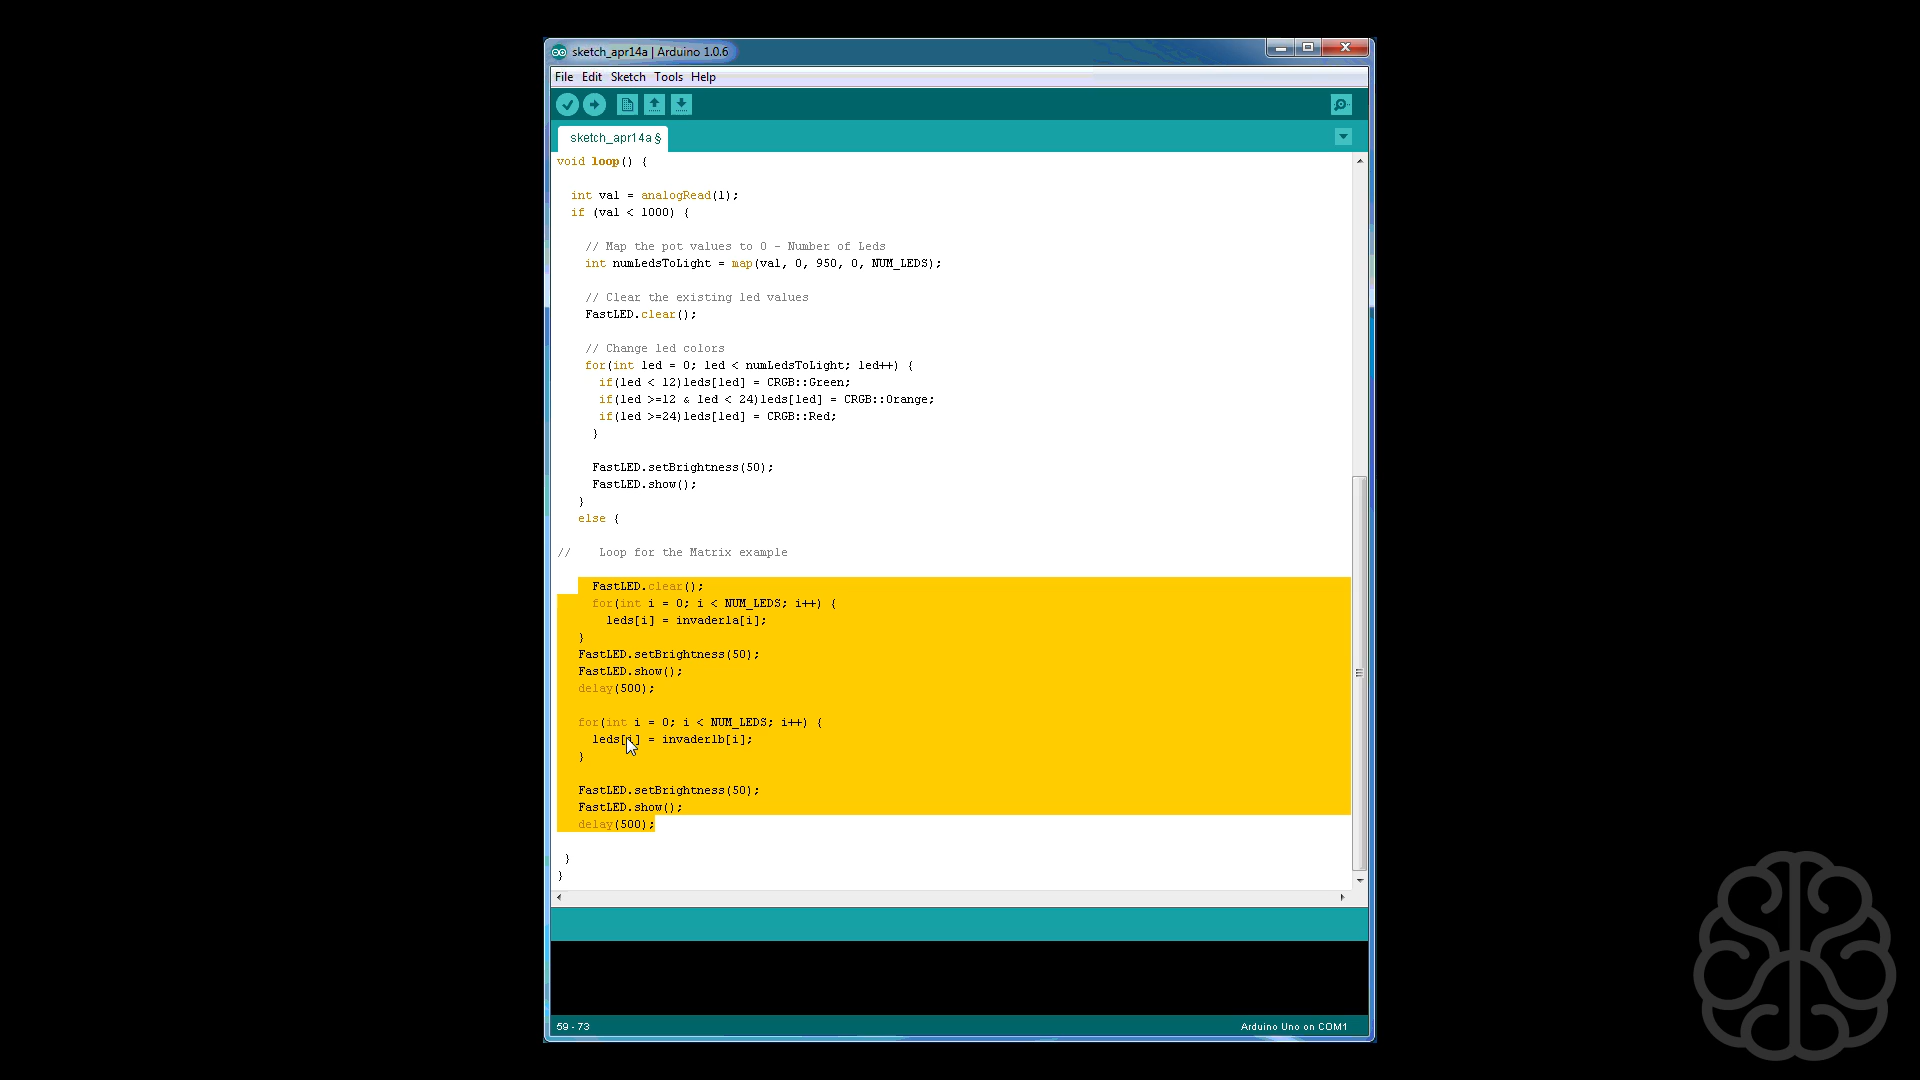 sketch_apr14a | Arduino 1.0.6
File Edit Sketch Tools Help
sketch_apr14a §
void loop() {
int val = analogRead(1);
if (val < 1000) {
// Map the pot values to 0 - Number of Leds
int numLedsToLight = map(val, 0, 950, 0, NUM_LEDS);
// Clear the existing led values
FastLED.clear();
// Change led colors
for(int led = 0; led < numLedsToLight; led++) {
if(led < 12)leds[led] = CRGB::Green;
if(led >=12 & led < 24)leds[led] = CRGB::Orange;
if(led >=24)leds[led] = CRGB::Red;
}
FastLED.setBrightness(50);
FastLED.show();
}
else {
// Loop for the Matrix example
FastLED.clear();
for(int i = 0; i < NUM_LEDS; i++) {
leds[i] = invader1a[i];
}
FastLED.setBrightness(50);
FastLED.show();
delay(500);
for(int i = 0; i < NUM_LEDS; i++) {
leds[i] = invader1b[i];
}
FastLED.setBrightness(50);
FastLED.show();
delay(500);
}
}
59 - 73
Arduino Uno on COM1